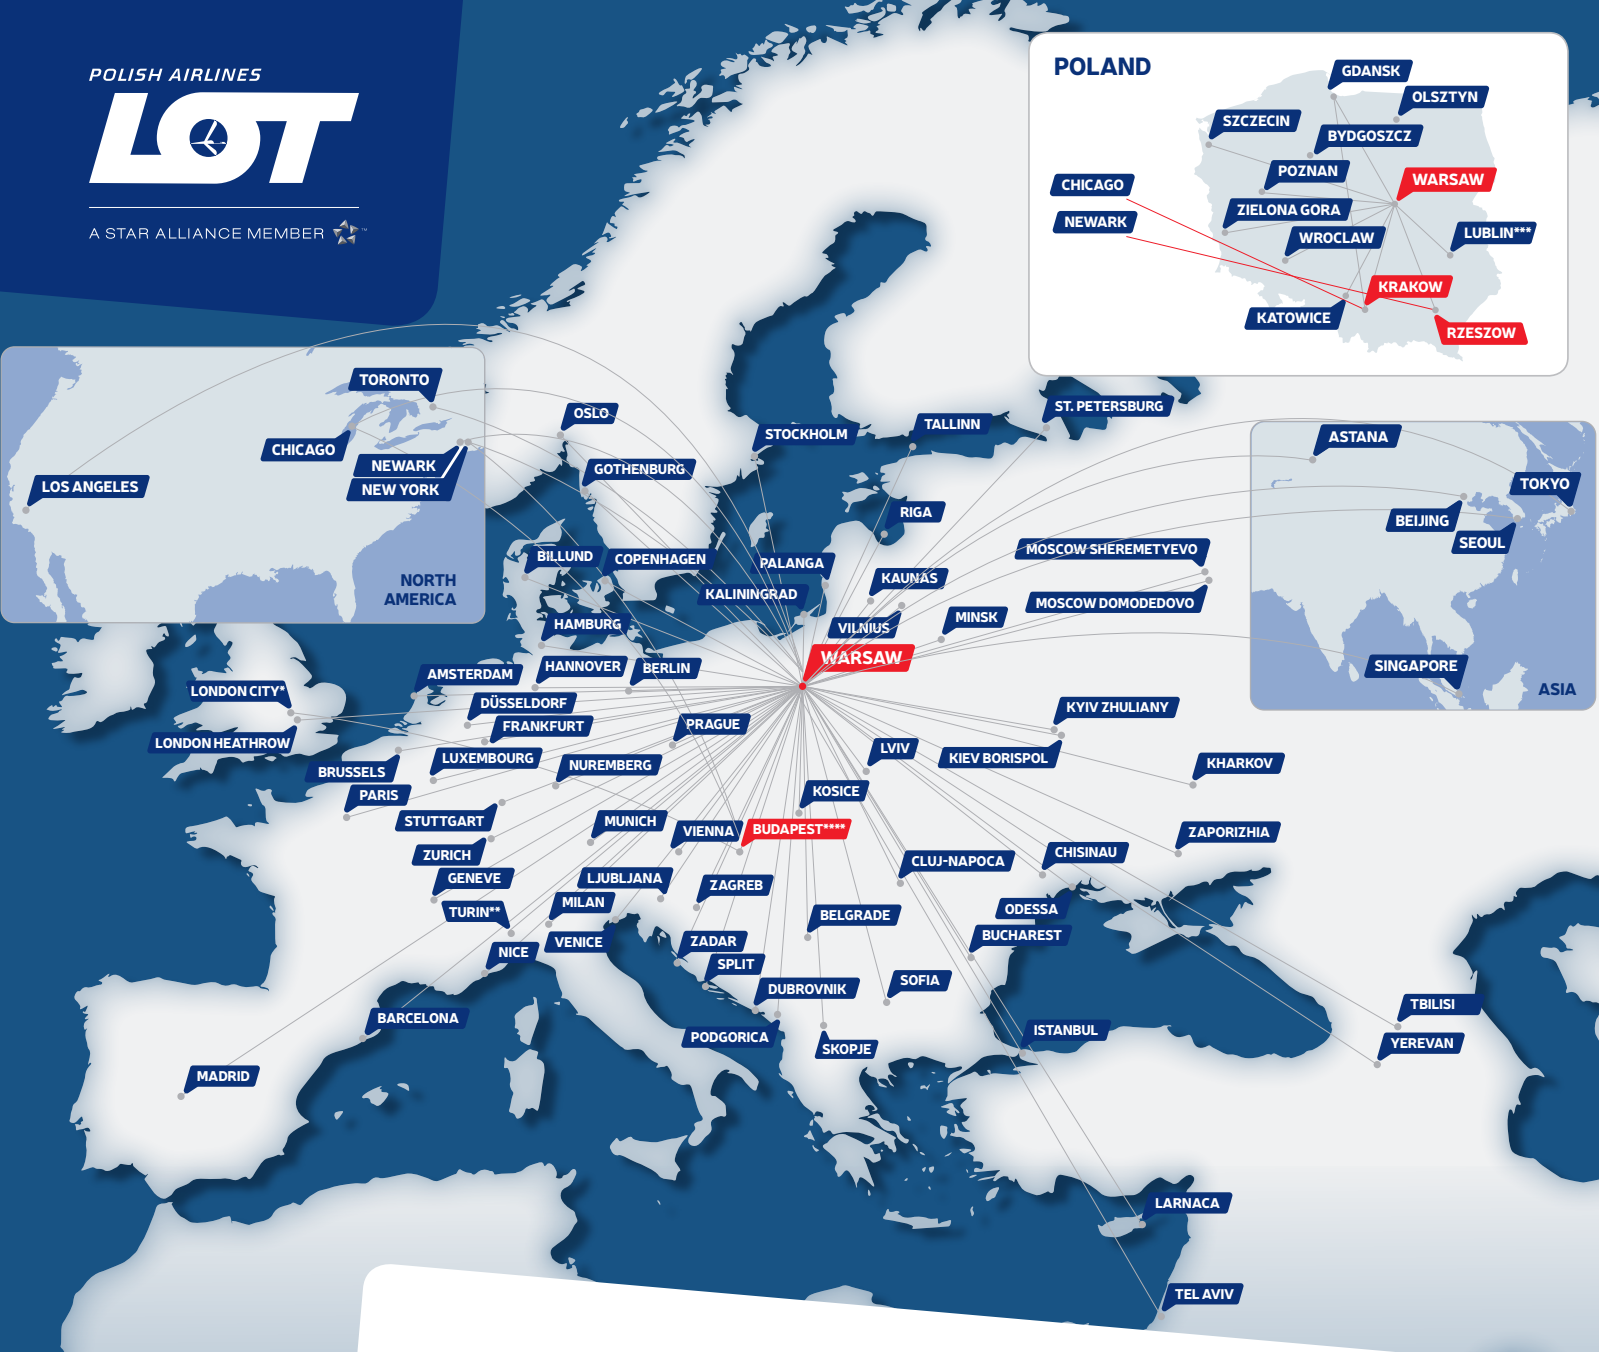 POLISH AIRLINES
LOT
A STAR ALLIANCE MEMBER
POLAND
GDANSK
OLSZTYN
SZCZECIN
BYDGOSZCZ
POZNAN
WARSAW
CHICAGO
ZIELONA GORA
NEWARK
LUBLIN***
WROCLAW
KRAKOW
KATOWICE
RZESZOW
TORONTO
CHICAGO
NEWARK
LOS ANGELES
NEW YORK
NORTH
AMERICA
ASTANA
TOKYO
BEIJING
SEOUL
SINGAPORE
ASIA
OSLO
STOCKHOLM
TALLINN
ST. PETERSBURG
GOTHENBURG
RIGA
BILLUND
COPENHAGEN
PALANGA
MOSCOW SHEREMETYEVO
KAUNAS
KALININGRAD
MOSCOW DOMODEDOVO
HAMBURG
VILNIUS
MINSK
WARSAW
AMSTERDAM
HANNOVER
BERLIN
LONDON CITY*
DÜSSELDORF
KYIV ZHULIANY
FRANKFURT
PRAGUE
LONDON HEATHROW
LUXEMBOURG
LVIV
KIEV BORISPOL
BRUSSELS
NUREMBERG
KHARKOV
PARIS
KOSICE
STUTTGART
MUNICH
VIENNA
BUDAPEST****
ZAPORIZHIA
ZURICH
CLUJ-NAPOCA
CHISINAU
GENEVE
LJUBLJANA
ZAGREB
TURIN**
MILAN
BELGRADE
ODESSA
NICE
VENICE
ZADAR
BUCHAREST
SPLIT
SOFIA
DUBROVNIK
TBILISI
BARCELONA
PODGORICA
SKOPJE
ISTANBUL
YEREVAN
MADRID
LARNACA
TEL AVIV